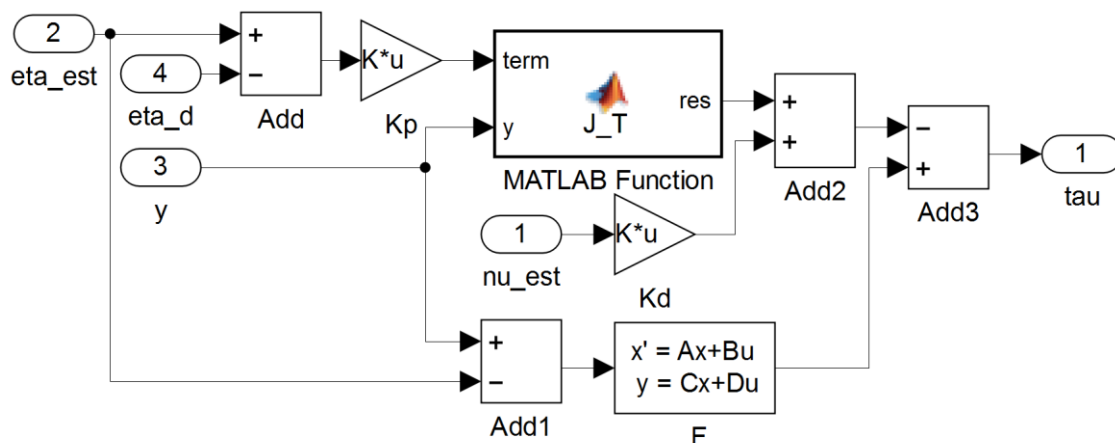 2
eta_est
4
eta_d
+
−
Add
K*u
Kp
3
y
term
y
J_T
res
MATLAB Function
1
nu_est
K*u
Kd
+
+
Add2
−
+
Add3
1
tau
+
−
Add1
x' = Ax+Bu
y = Cx+Du